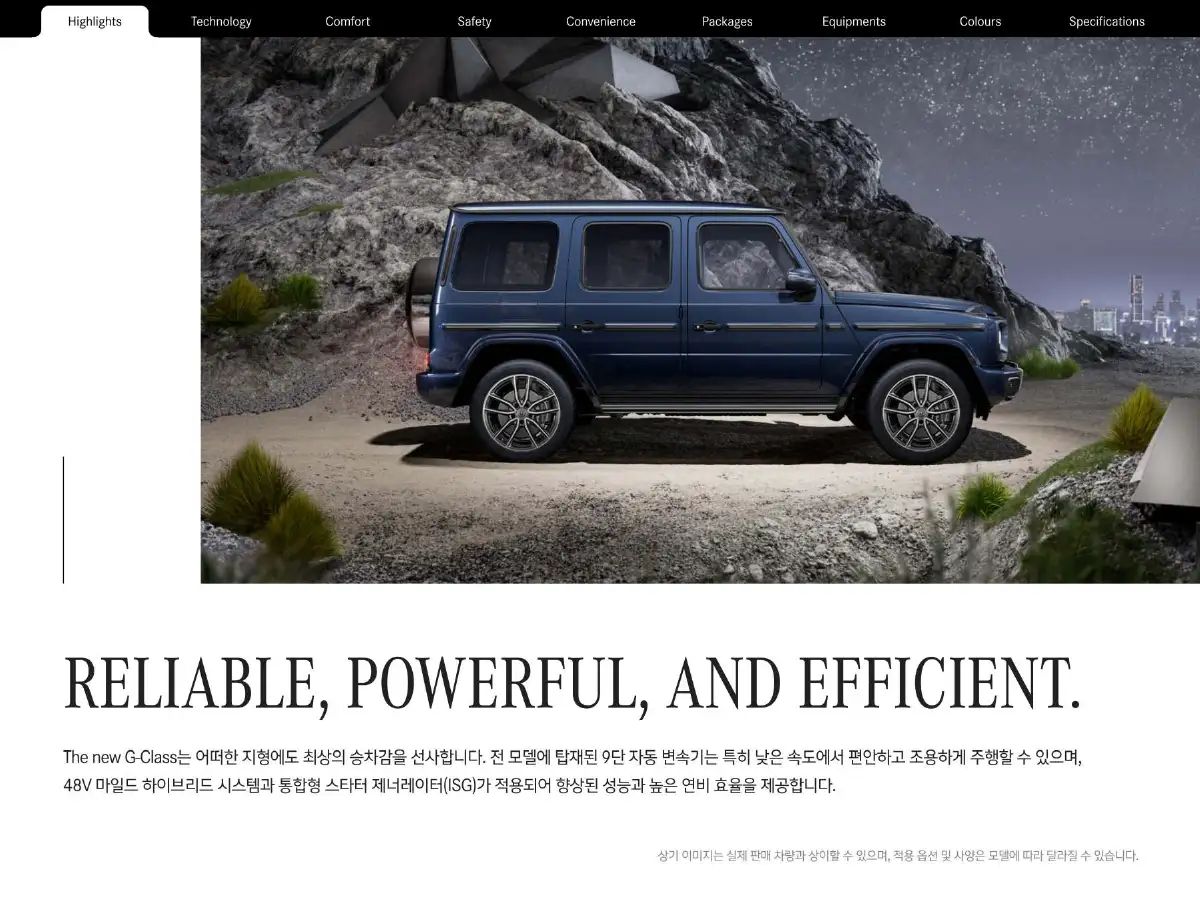 Highlights
Technology
Comfort
Safety
Convenience
Packages
Equipments
Colours
Specifications
RELIABLE, POWERFUL, AND EFFICIENT.
The new G-Class는 어떠한 지형에도 최상의 승차감을 선사합니다. 전 모델에 탑재된 9단 자동 변속기는 특히 낮은 속도에서 편안하고 조용하게 주행할 수 있으며,
48V 마일드 하이브리드 시스템과 통합형 스타터 제너레이터(ISG)가 적용되어 향상된 성능과 높은 연비 효율을 제공합니다.
상기 이미지는 실제 판매 차량과 상이할 수 있으며, 적용 옵션 및 사양은 모델에 따라 달라질 수 있습니다.